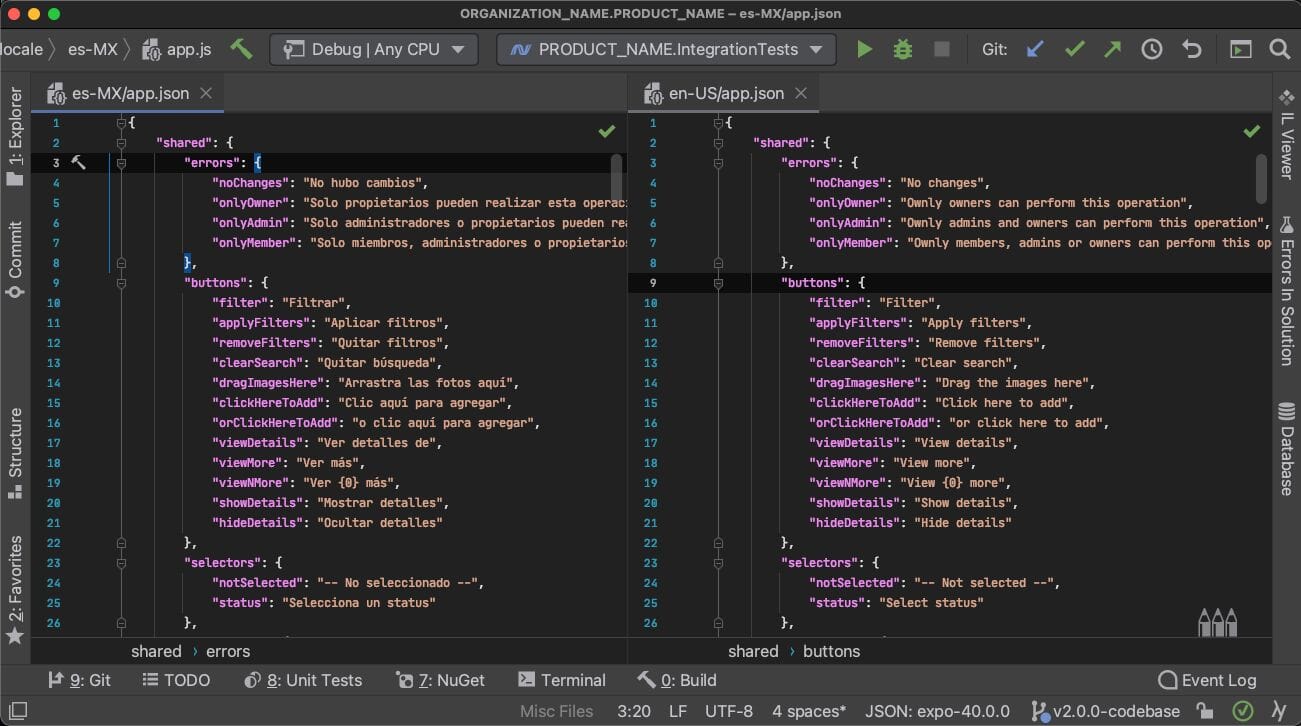 ORGANIZATION_NAME.PRODUCT_NAME – es-MX/app.json
locale
es-MX
app.js
Debug | Any CPU
PRODUCT_NAME.IntegrationTests
Git:
1: Explorer
Commit
Structure
2: Favorites
es-MX/app.json
1 {
2 "shared": {
3 "errors": {
4 "noChanges": "No hubo cambios",
5 "onlyOwner": "Solo propietarios pueden realizar esta operac
6 "onlyAdmin": "Solo administradores o propietarios pueden rea
7 "onlyMember": "Solo miembros, administradores o propietarios
8 },
9 "buttons": {
10 "filter": "Filtrar",
11 "applyFilters": "Aplicar filtros",
12 "removeFilters": "Quitar filtros",
13 "clearSearch": "Quitar búsqueda",
14 "dragImagesHere": "Arrastra las fotos aquí",
15 "clickHereToAdd": "Clic aquí para agregar",
16 "orClickHereToAdd": "o clic aquí para agregar",
17 "viewDetails": "Ver detalles de",
18 "viewMore": "Ver más",
19 "viewNMore": "Ver {0} más",
20 "showDetails": "Mostrar detalles",
21 "hideDetails": "Ocultar detalles"
22 },
23 "selectors": {
24 "notSelected": "-- No seleccionado --",
25 "status": "Selecciona un status"
26 },
shared › errors
en-US/app.json
1 {
2 "shared": {
3 "errors": {
4 "noChanges": "No changes",
5 "onlyOwner": "Ownly owners can perform this operation",
6 "onlyAdmin": "Ownly admins and owners can perform this operation",
7 "onlyMember": "Ownly members, admins or owners can perform this op
8 },
9 "buttons": {
10 "filter": "Filter",
11 "applyFilters": "Apply filters",
12 "removeFilters": "Remove filters",
13 "clearSearch": "Clear search",
14 "dragImagesHere": "Drag the images here",
15 "clickHereToAdd": "Click here to add",
16 "orClickHereToAdd": "or click here to add",
17 "viewDetails": "View details",
18 "viewMore": "View more",
19 "viewNMore": "View {0} more",
20 "showDetails": "Show details",
21 "hideDetails": "Hide details"
22 },
23 "selectors": {
24 "notSelected": "-- Not selected --",
25 "status": "Select status"
26 },
shared › buttons
IL Viewer
Errors In Solution
Database
9: Git
TODO
8: Unit Tests
7: NuGet
Terminal
0: Build
Event Log
Misc Files
3:20
LF
UTF-8
4 spaces*
JSON: expo-40.0.0
v2.0.0-codebase